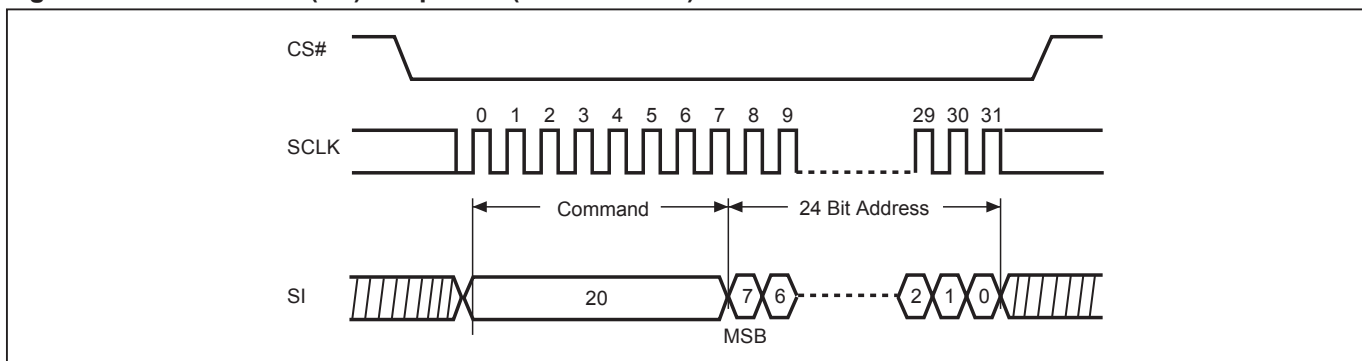 CS#
0 1 2 3 4 5 6 7 8 9 29 30 31
SCLK
Command 24 Bit Address
SI 20 7 6 2 1 0
MSB